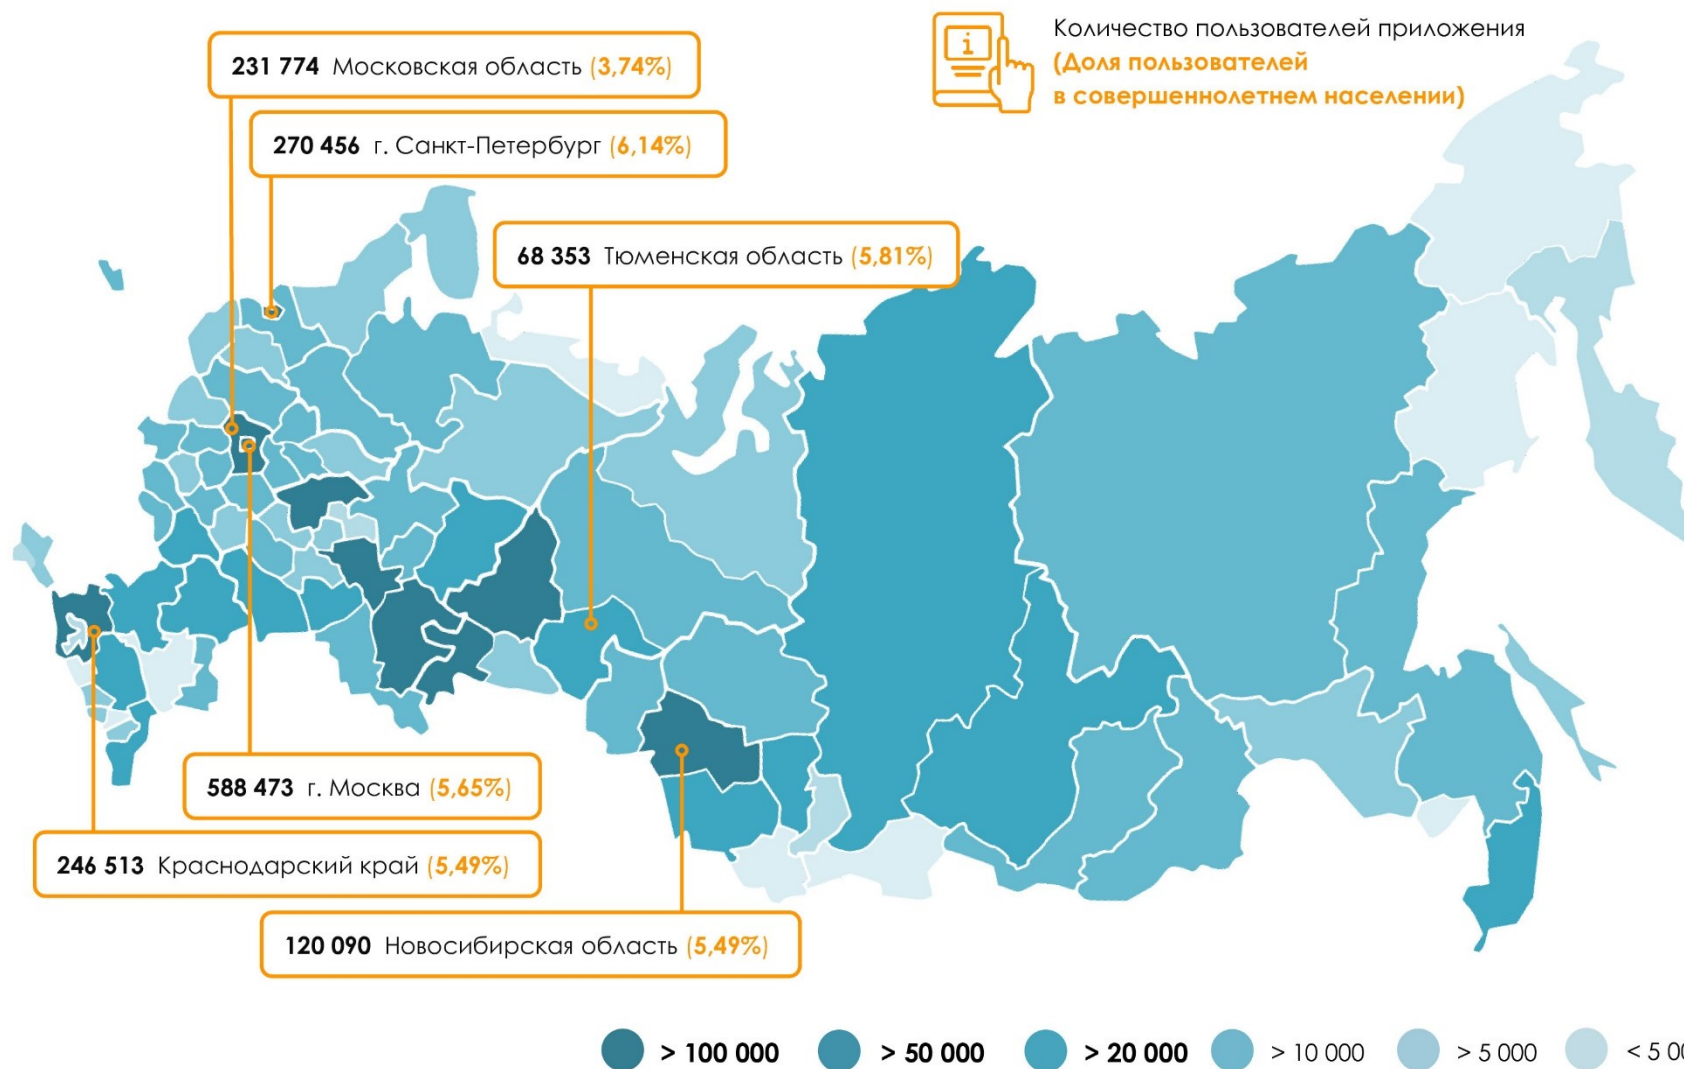 Количество пользователей приложения
(Доля пользователей
в совершеннолетнем населении)
231 774 Московская область (3,74%)
270 456 г. Санкт-Петербург (6,14%)
68 353 Тюменская область (5,81%)
588 473 г. Москва (5,65%)
246 513 Краснодарский край (5,49%)
120 090 Новосибирская область (5,49%)
> 100 000 > 50 000 > 20 000 > 10 000 > 5 000 < 5 00